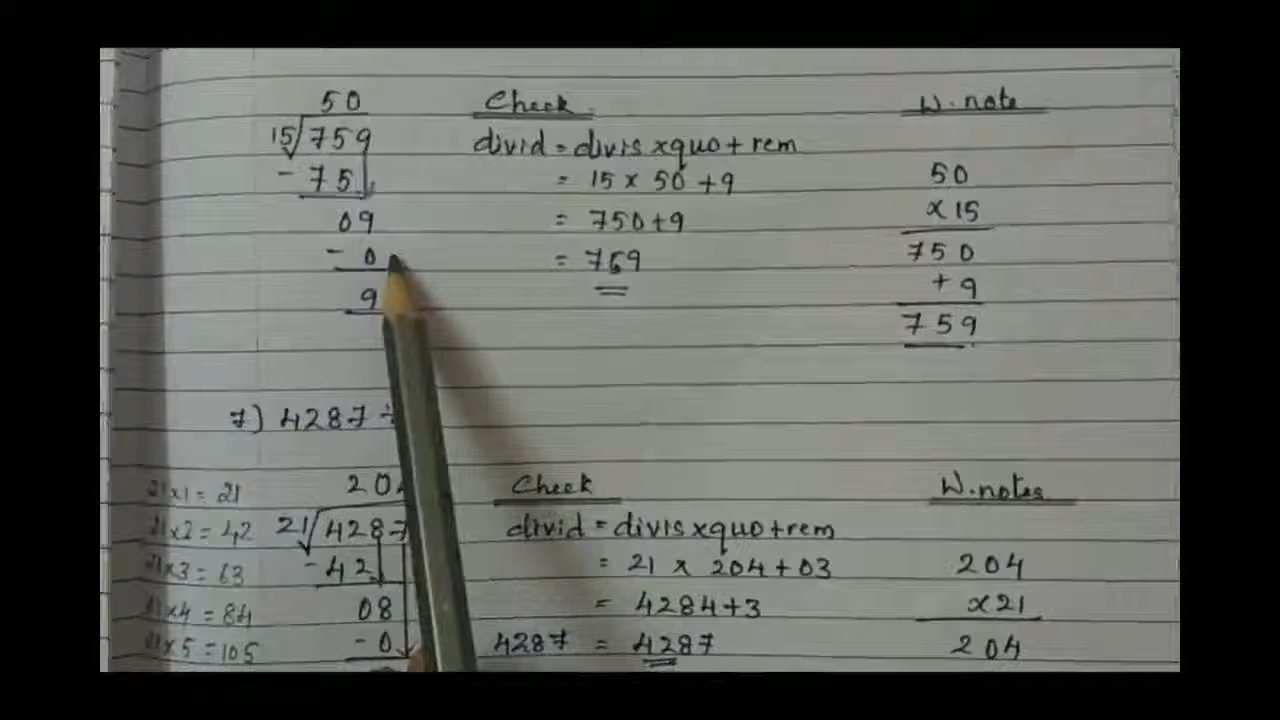 50
15)759
- 75
09
- 0
9
Check
divid = divis x quo + rem
= 15 x 50 + 9
= 750 + 9
= 769
W. note
50
x 15
750
+ 9
759
7) 4287 ÷
21x1 = 21
21x2 = 42
21x3 = 63
21x4 = 84
21x5 = 105
20
21)4287
- 42
08
- 0
Check
divid = divis x quo + rem
= 21 x 204 + 03
= 4284 + 3
4287 = 4287
W. notes
204
x 21
204